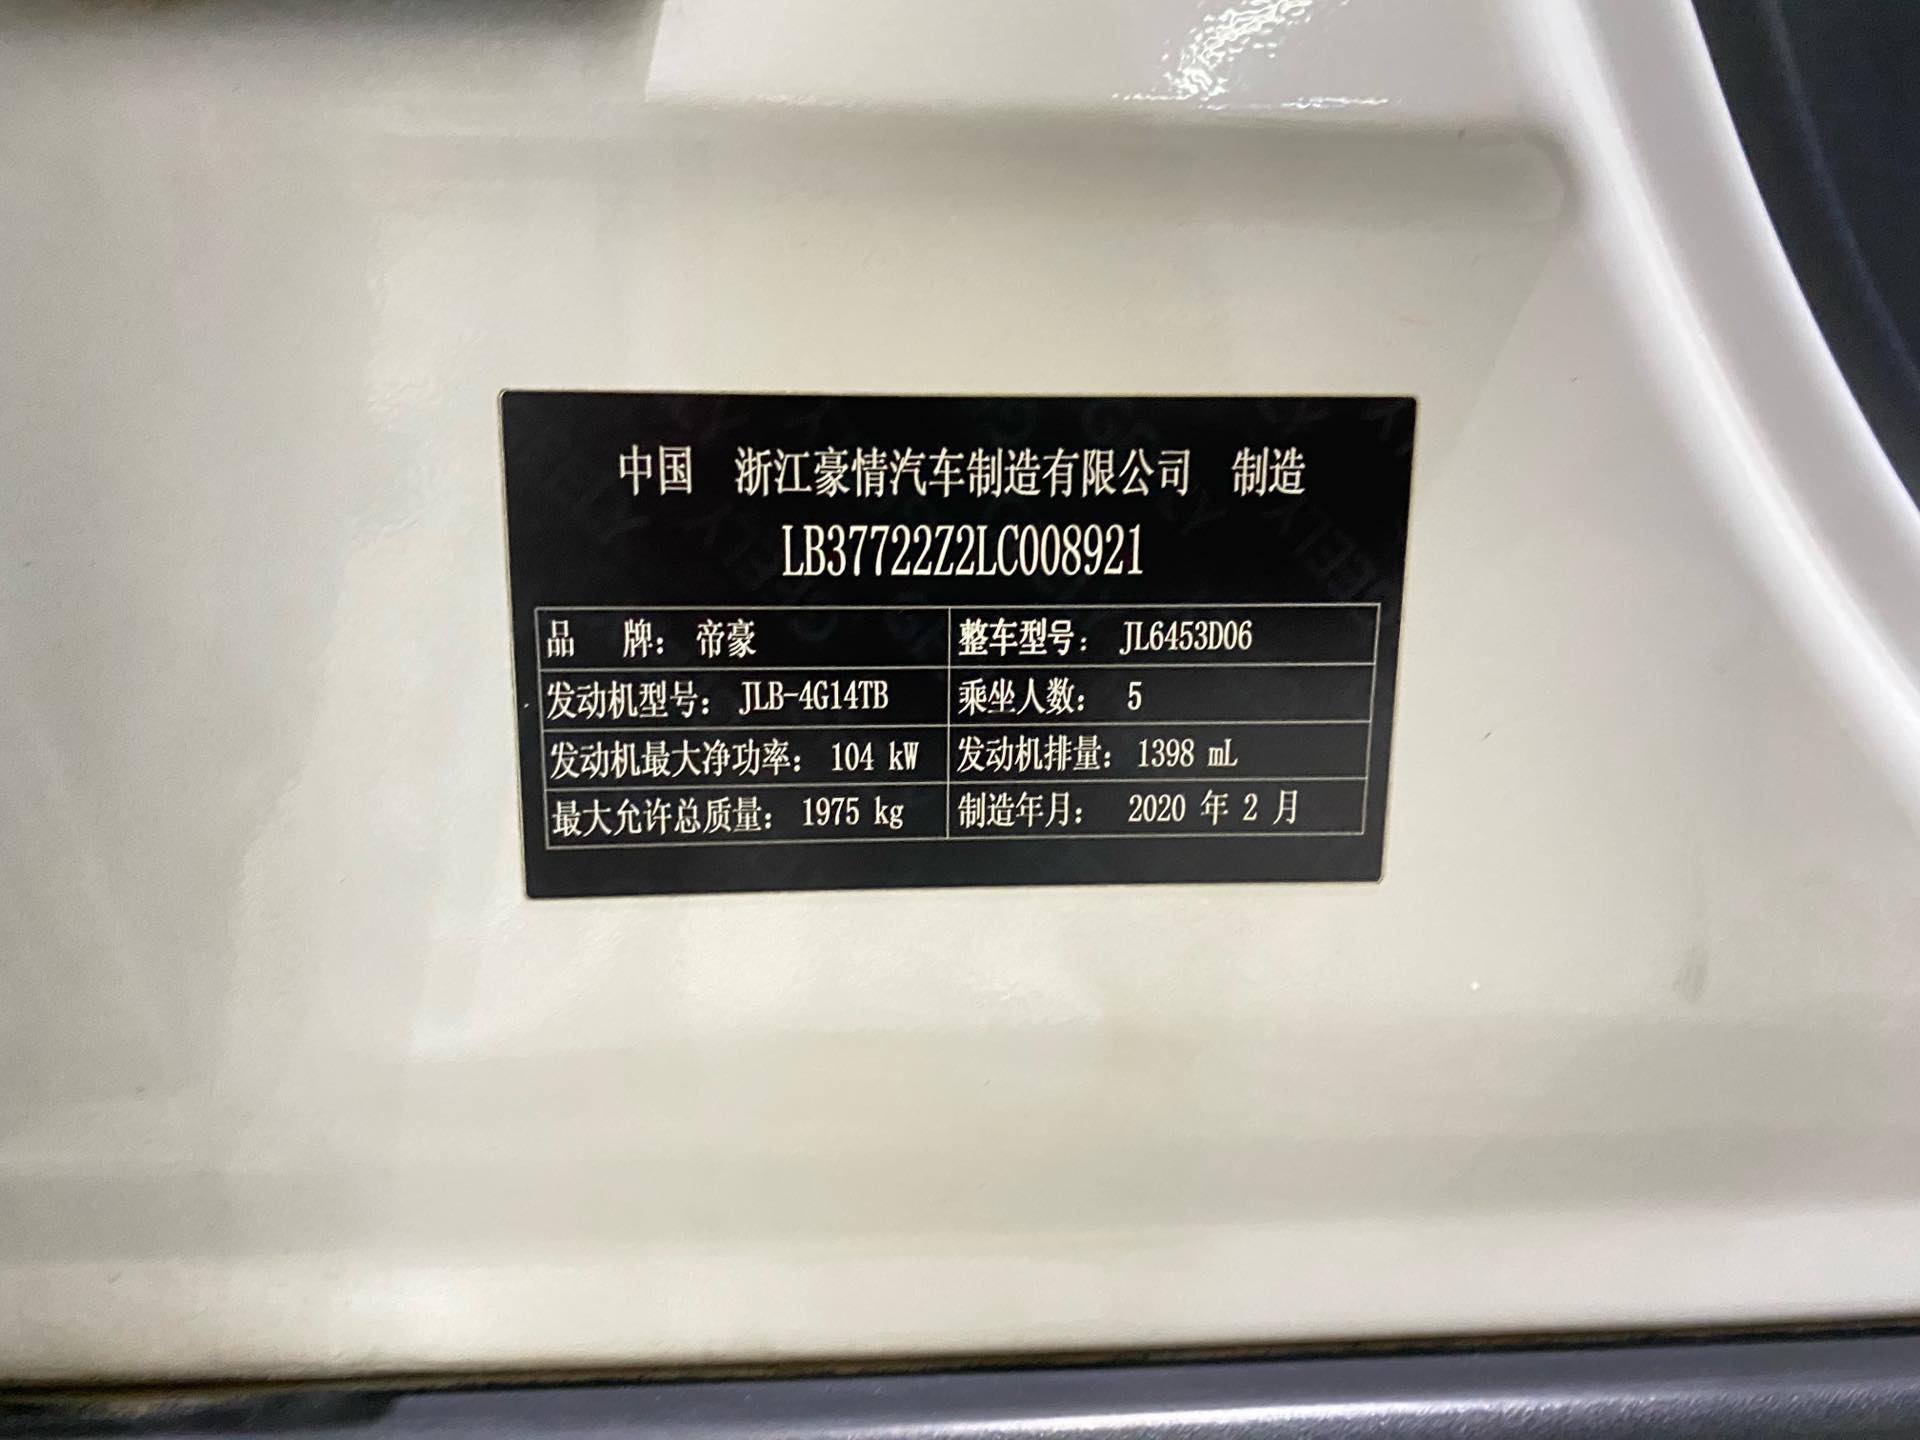 中国 浙江豪情汽车制造有限公司 制造
LB37722Z2LC008921
品 牌： 帝豪 整车型号： JL6453D06
发动机型号： JLB-4G14TB 乘坐人数： 5
发动机最大净功率： 104 kW 发动机排量： 1398 mL
最大允许总质量： 1975 kg 制造年月： 2020 年 2 月